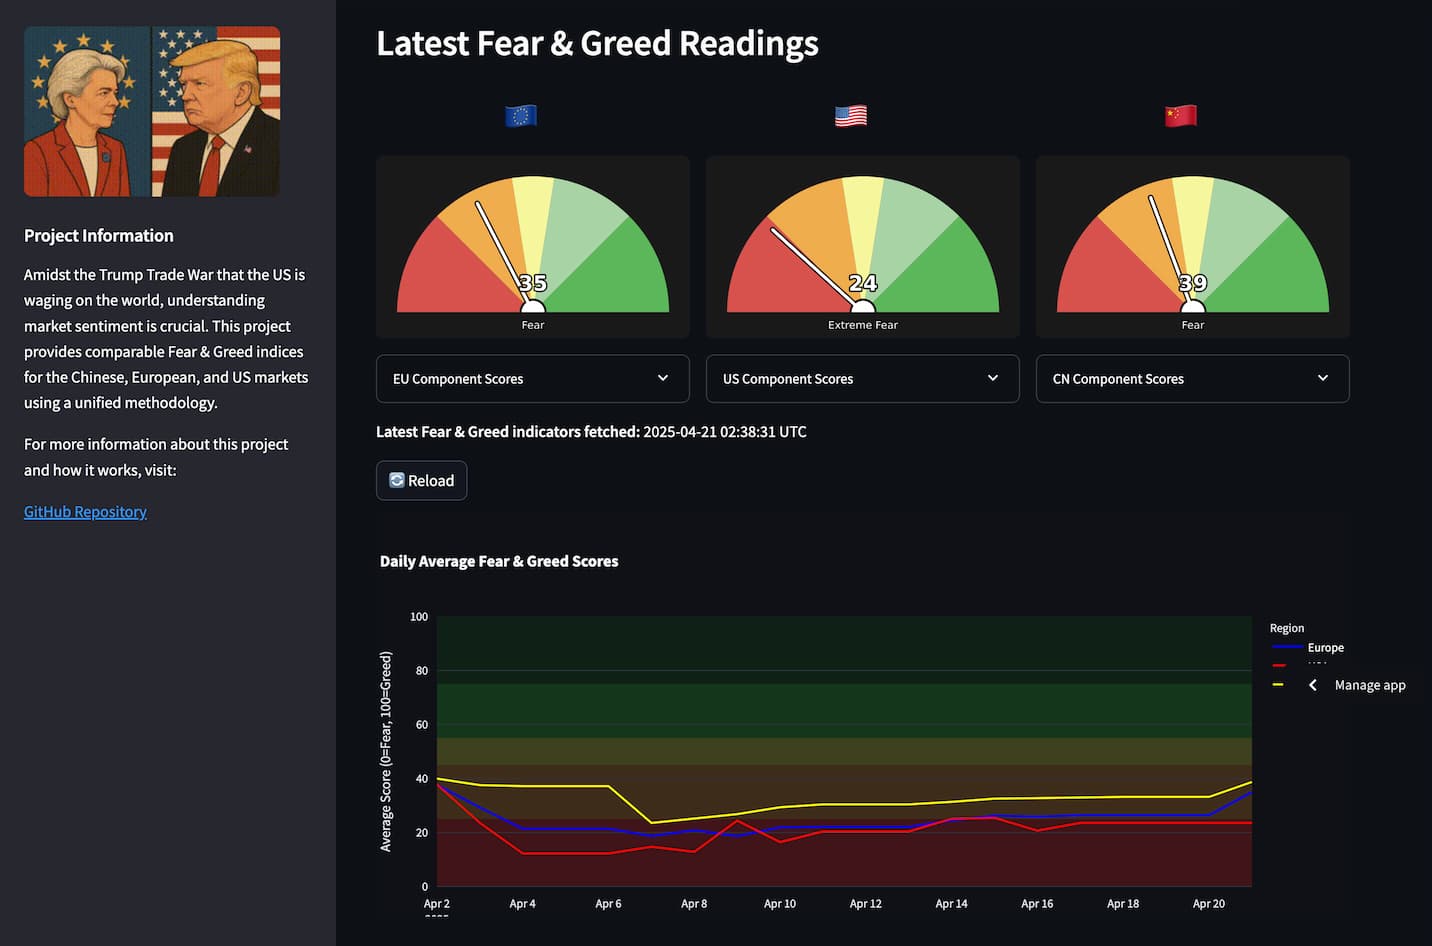 Project Information
Amidst the Trump Trade War that the US is
waging on the world, understanding
market sentiment is crucial. This project
provides comparable Fear & Greed indices
for the Chinese, European, and US markets
using a unified methodology.
For more information about this project
and how it works, visit:
GitHub Repository
Latest Fear & Greed Readings
35
Fear
24
Extreme Fear
39
Fear
EU Component Scores
US Component Scores
CN Component Scores
Latest Fear & Greed indicators fetched: 2025-04-21 02:38:31 UTC
Reload
Daily Average Fear & Greed Scores
Average Score (0=Fear, 100=Greed)
100
80
60
40
20
0
Apr 2
Apr 4
Apr 6
Apr 8
Apr 10
Apr 12
Apr 14
Apr 16
Apr 18
Apr 20
Region
Europe
Manage app